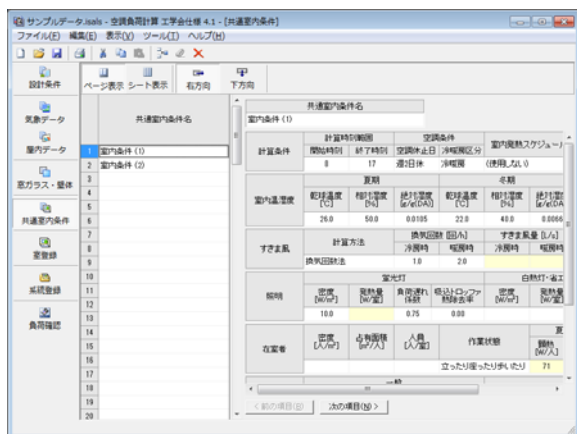 サンプルデータ.isals - 空調負荷計算 工学会仕様 4.1 - [共通室内条件]
ファイル(F) 編集(E) 表示(V) ツール(T) ヘルプ(H)
設計条件
気象データ
屋内データ
窓ガラス・壁体
共通室内条件
室登録
系統登録
負荷確認
ページ表示 シート表示 右方向 下方向
共通室内条件名
1 室内条件 (1)
2 室内条件 (2)
3
4
5
6
7
8
9
10
11
12
13
14
15
16
17
18
19
20
共通室内条件名
室内条件 (1)
計算条件
計算時刻範囲 空調条件 室内発熱スケジュー
開始時刻 終了時刻 空調休止日 冷暖房区分
8 17 週2日休 冷暖房 (使用しない)
室内温湿度
夏期 冬期
乾球温度 [℃] 相対湿度 [%] 絶対湿度 [g/g(DA)] 乾球温度 [℃] 相対湿度 [%] 絶対湿 [g/g(DA
26.0 50.0 0.0105 22.0 40.0 0.0066
すきま風
計算方法 換気回数 [回/h] すきま風量 [L/s]
冷房時 暖房時 冷房時 暖房時
換気回数法 1.0 2.0
照明
蛍光灯 白熱灯・省エ
密度 [W/m²] 発熱量 [W/室] 負荷遅れ係数 吸込トロッファ熱除去率 密度 [W/m²] 発熱量 [W/室
10.0 0.75 0.00
在室者
密度 [人/m²] 占有面積 [m²/人] 人員 [人/室] 作業状態 夏
顕熱 [W/人]
立ったり座ったり歩いたり 71
一般
< 前の項目(B) 次の項目(N) >